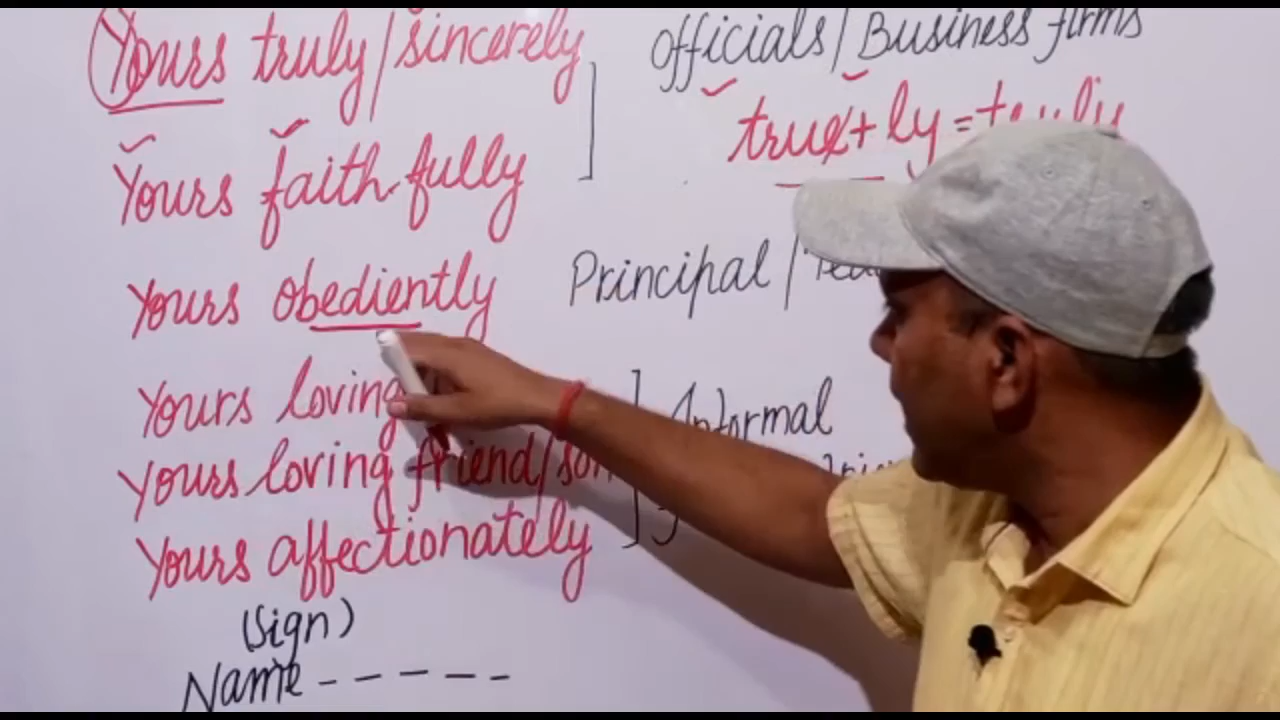 Yours truly/sincerely
officials/Business firms
true+ly=truly
Yours faithfully
Yours obediently
Principal/
Yours loving
Informal
Yours loving friend/son
Yours affectionately
(Sign)
Name - - - - -